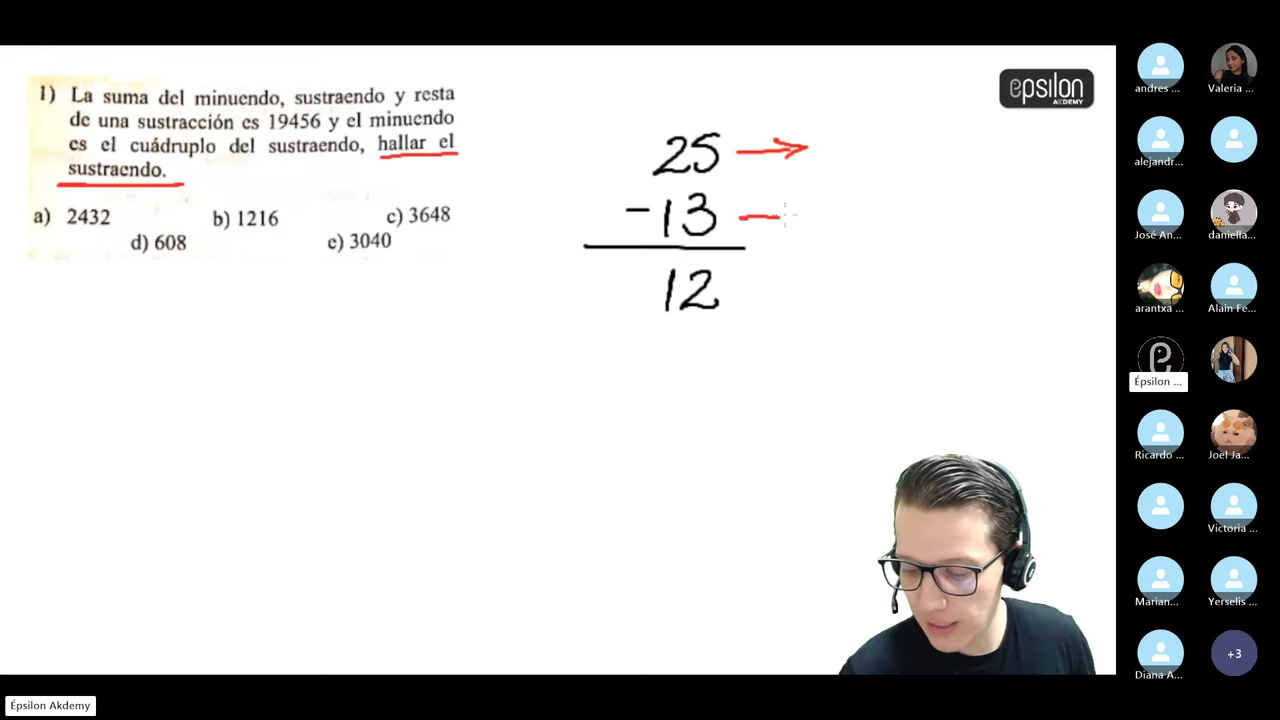 1) La suma del minuendo, sustraendo y resta
de una sustracción es 19456 y el minuendo
es el cuádruplo del sustraendo, hallar el
sustraendo.
a) 2432 b) 1216 c) 3648
d) 608 e) 3040
25
-13
12
epsilon
AKDEMY
andres ...
Valeria ...
alejandr...
José An...
daniella...
arantxa ...
Alain Fe...
Épsilon ...
Ricardo ...
Joel Ja...
Victoria ...
Marian...
Yerselis ...
Diana A...
+3
Épsilon Akdemy